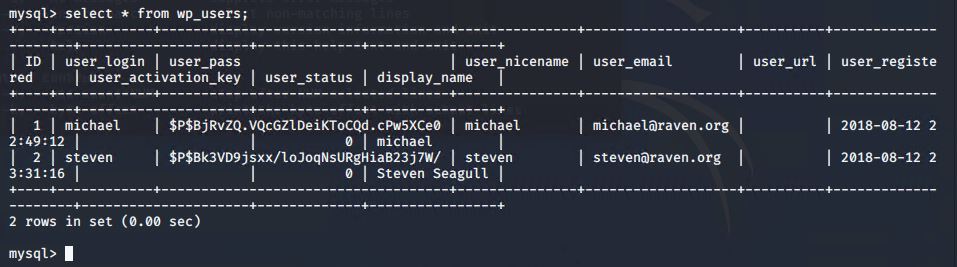 mysql> select * from wp_users;
+----+------------+------------------------------------+---------------+-------------------+----------+-------------
--------+---------------------+-------------+----------------+
| ID | user_login | user_pass                          | user_nicename | user_email        | user_url | user_registe
red     | user_activation_key | user_status | display_name   |
+----+------------+------------------------------------+---------------+-------------------+----------+-------------
--------+---------------------+-------------+----------------+
|  1 | michael    | $P$BjRvZQ.VQcGZlDeiKToCQd.cPw5XCe0 | michael       | michael@raven.org |          | 2018-08-12 2
2:49:12 |                     |           0 | michael        |
|  2 | steven     | $P$Bk3VD9jsxx/loJoqNsURgHiaB23j7W/ | steven        | steven@raven.org  |          | 2018-08-12 2
3:31:16 |                     |           0 | Steven Seagull |
+----+------------+------------------------------------+---------------+-------------------+----------+-------------
--------+---------------------+-------------+----------------+
2 rows in set (0.00 sec)
mysql>